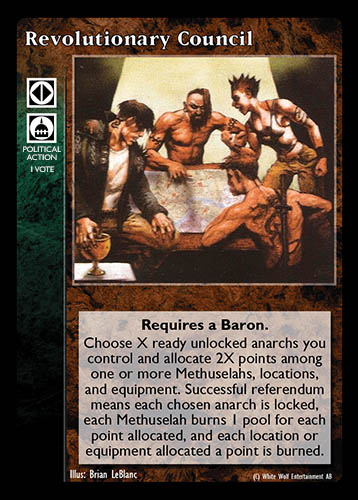 Revolutionary Council
POLITICAL
ACTION
1 VOTE
Requires a Baron.
Choose X ready unlocked anarchs you
control and allocate 2X points among
one or more Methuselahs, locations,
and equipment. Successful referendum
means each chosen anarch is locked,
each Methuselah burns 1 pool for each
point allocated, and each location or
equipment allocated a point is burned.
Illus: Brian LeBlanc
(C) White Wolf Entertainment AB